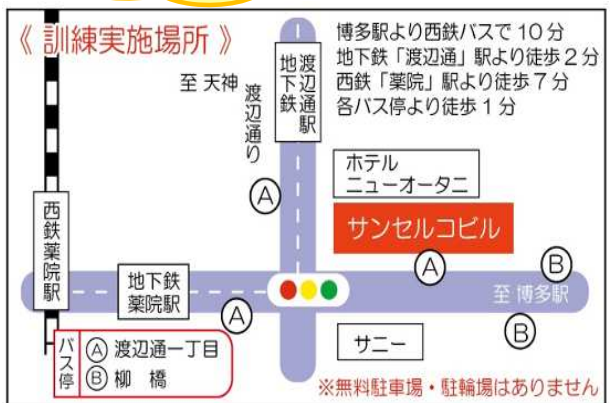 《 訓練実施場所 》
博多駅より西鉄バスで10分
地下鉄「渡辺通」駅より徒歩2分
西鉄「薬院」駅より徒歩7分
各バス停より徒歩1分
至 天神
渡辺通り
地下鉄
渡辺通駅
Ⓐ
ホテル
ニューオータニ
サンセルコビル
Ⓐ
Ⓑ
西鉄薬院駅
地下鉄
薬院駅
Ⓐ
至 博多駅
Ⓑ
サニー
バス停
Ⓐ 渡辺通一丁目
Ⓑ 柳 橋
※無料駐車場・駐輪場はありません